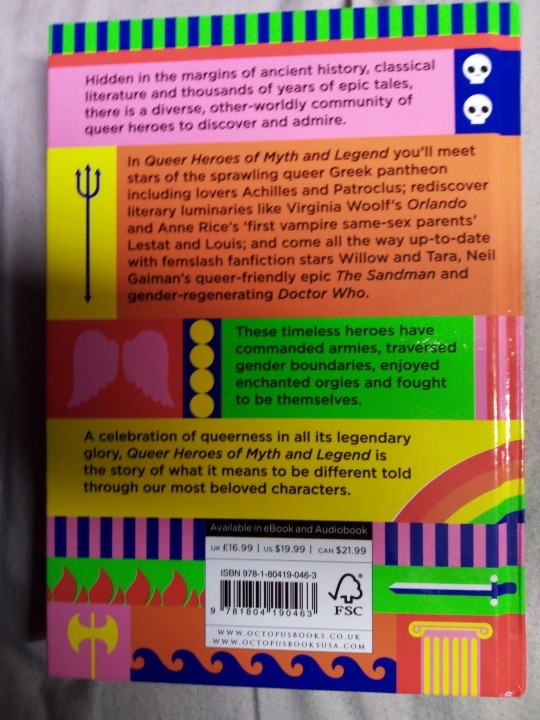 Hidden in the margins of ancient history, classical
literature and thousands of years of epic tales,
there is a diverse, other-worldly community of
queer heroes to discover and admire.
In Queer Heroes of Myth and Legend you'll meet
stars of the sprawling queer Greek pantheon
including lovers Achilles and Patroclus; rediscover
literary luminaries like Virginia Woolf's Orlando
and Anne Rice's 'first vampire same-sex parents'
Lestat and Louis; and come all the way up-to-date
with femslash fanfiction stars Willow and Tara, Neil
Gaiman's queer-friendly epic The Sandman and
gender-regenerating Doctor Who.
These timeless heroes have
commanded armies, traversed
gender boundaries, enjoyed
enchanted orgies and fought
to be themselves.
A celebration of queerness in all its legendary
glory, Queer Heroes of Myth and Legend is
the story of what it means to be different told
through our most beloved characters.
Available in eBook and Audiobook
UK £16.99 | US $19.99 | CAN $21.99
ISBN 978-1-80419-046-3
9 781804 190463
FSC
WWW.OCTOPUSBOOKS.CO.UK
WWW.OCTOPUSBOOKSUSA.COM